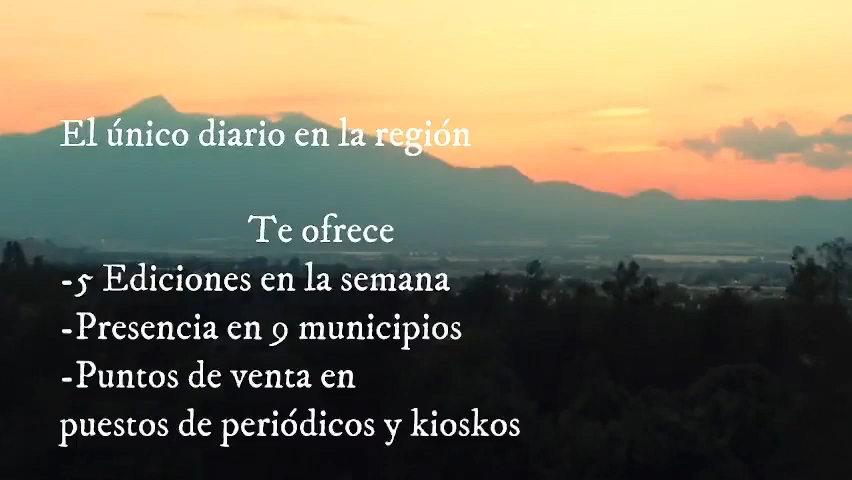 El único diario en la región
Te ofrece
-5 Ediciones en la semana
-Presencia en 9 municipios
-Puntos de venta en
puestos de periódicos y kioskos